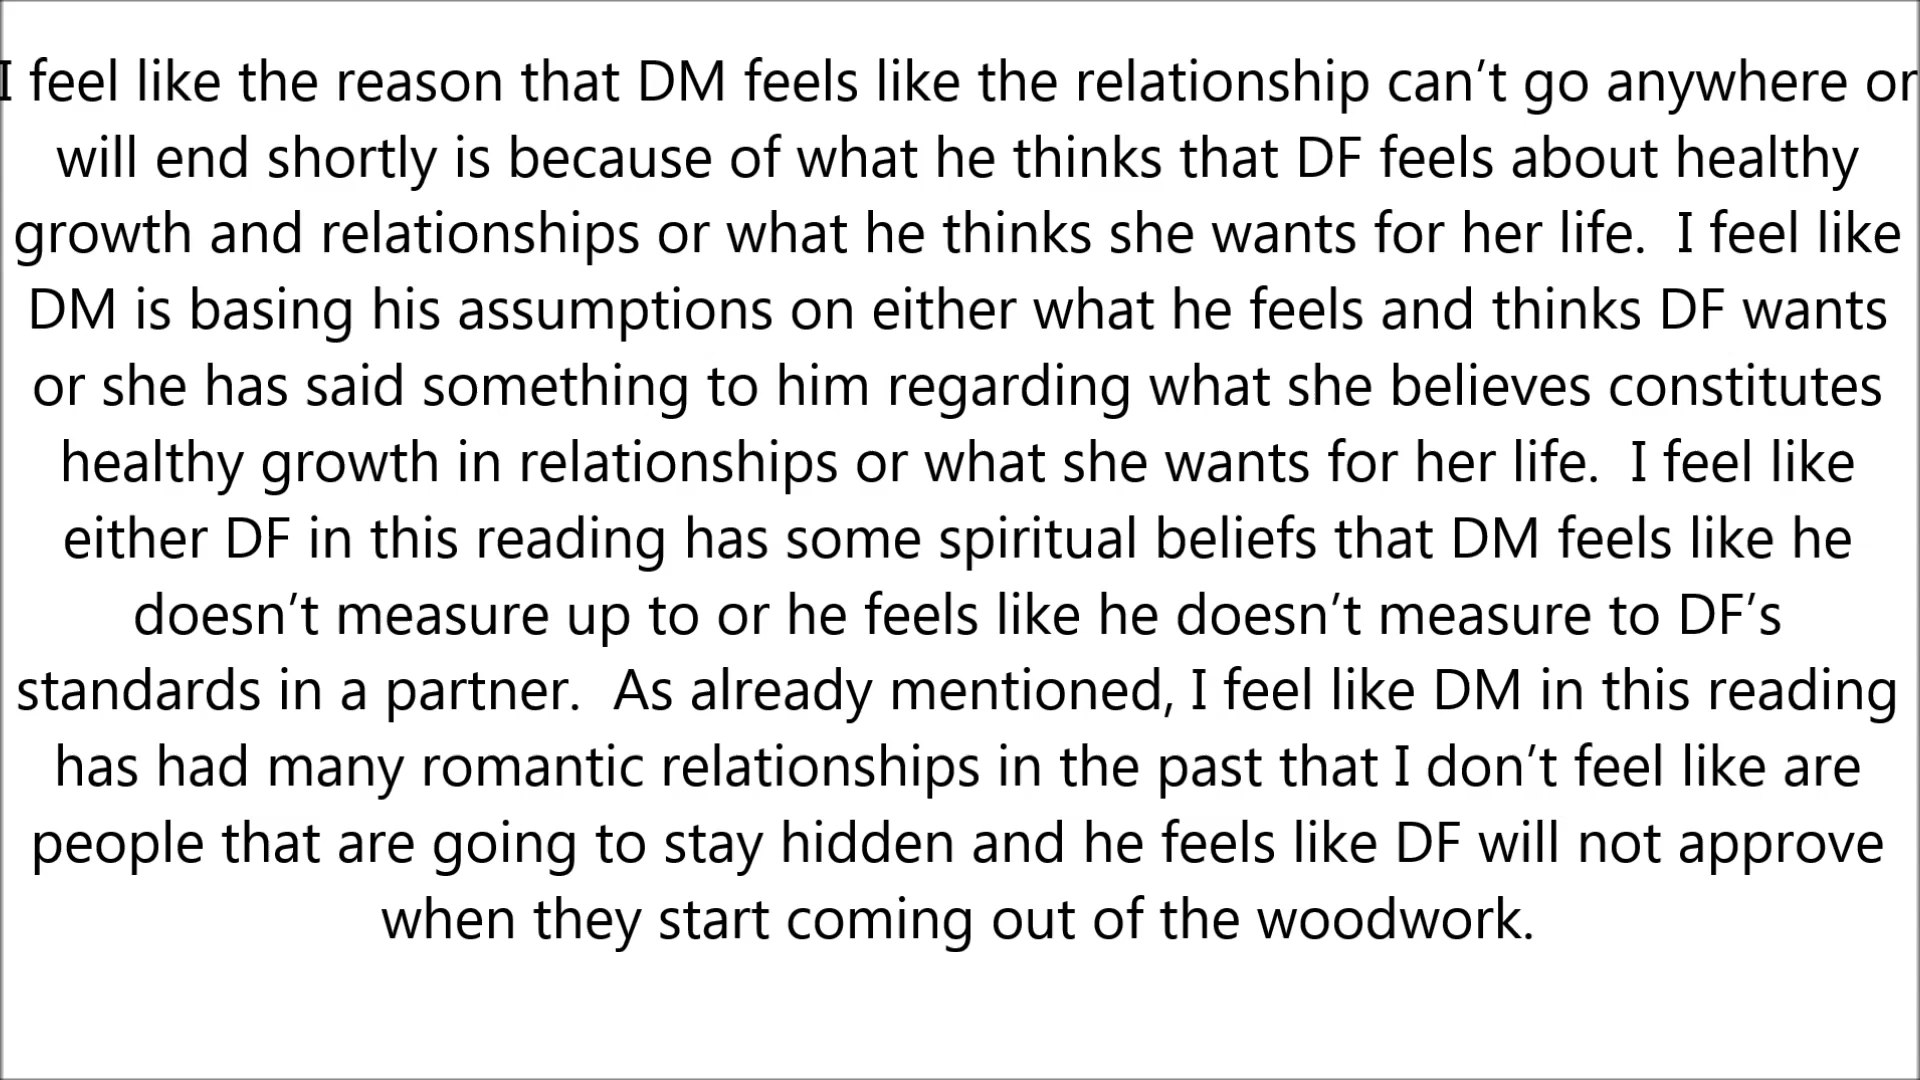 I feel like the reason that DM feels like the relationship can’t go anywhere or
will end shortly is because of what he thinks that DF feels about healthy
growth and relationships or what he thinks she wants for her life.  I feel like
DM is basing his assumptions on either what he feels and thinks DF wants
or she has said something to him regarding what she believes constitutes
healthy growth in relationships or what she wants for her life.  I feel like
either DF in this reading has some spiritual beliefs that DM feels like he
doesn’t measure up to or he feels like he doesn’t measure to DF’s
standards in a partner.  As already mentioned, I feel like DM in this reading
has had many romantic relationships in the past that I don’t feel like are
people that are going to stay hidden and he feels like DF will not approve
when they start coming out of the woodwork.